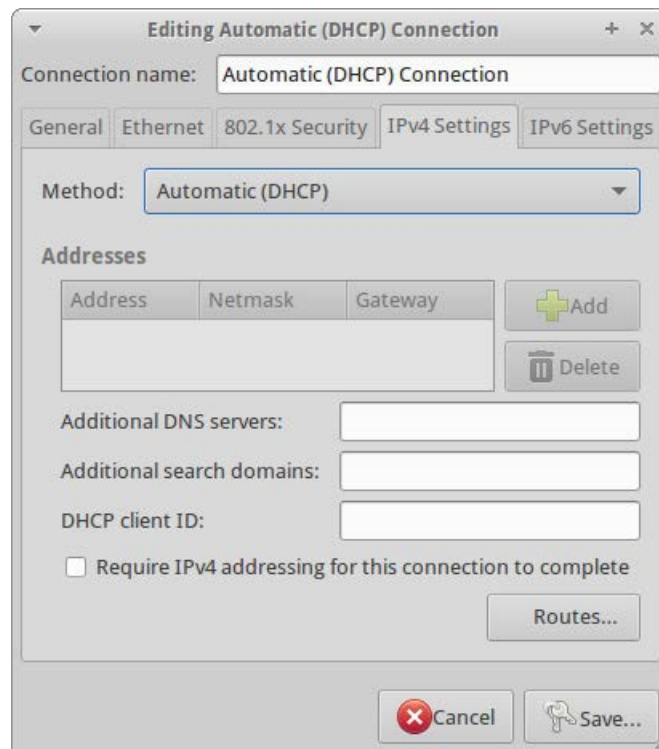 Editing Automatic (DHCP) Connection
Connection name: Automatic (DHCP) Connection
General Ethernet 802.1x Security IPv4 Settings IPv6 Settings
Method: Automatic (DHCP)
Addresses
Address Netmask Gateway
Add
Delete
Additional DNS servers:
Additional search domains:
DHCP client ID:
Require IPv4 addressing for this connection to complete
Routes...
Cancel Save...